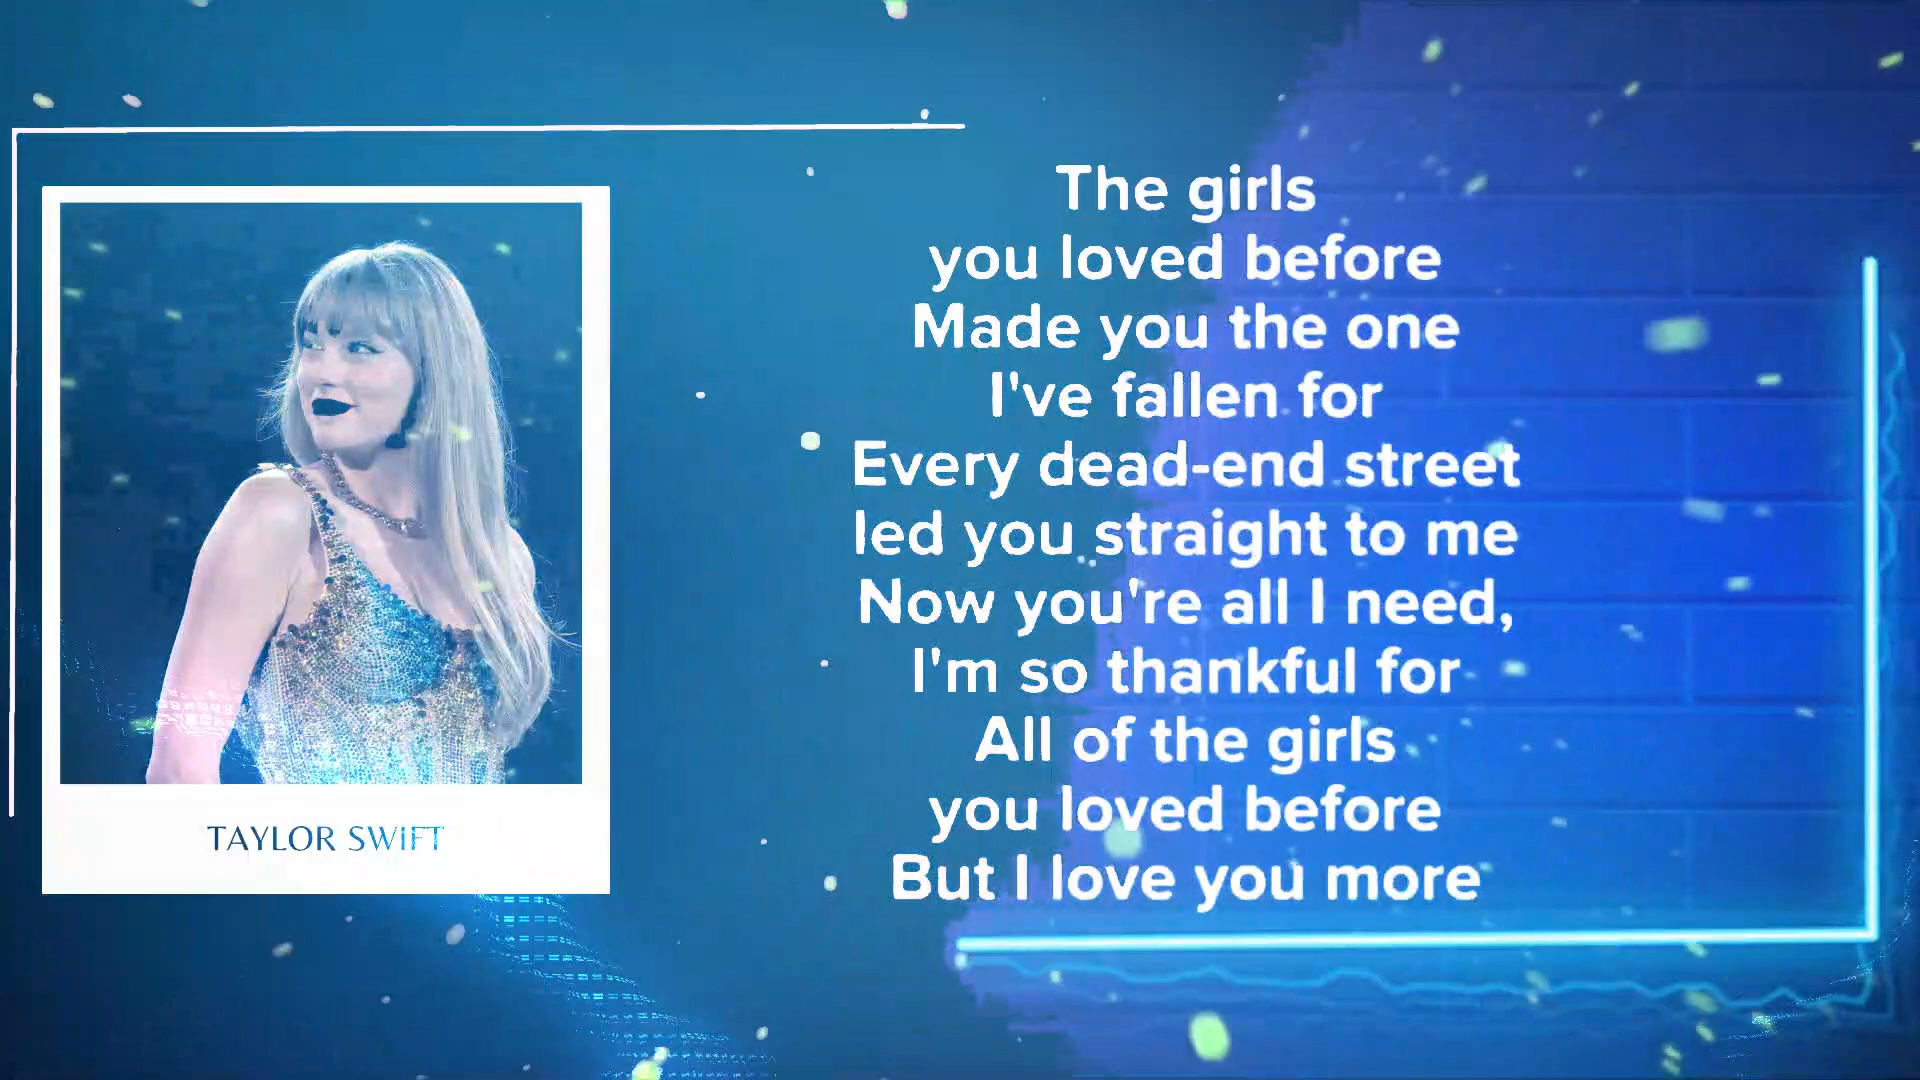 The girls
you loved before
Made you the one
I've fallen for
Every dead-end street
led you straight to me
Now you're all I need,
I'm so thankful for
All of the girls
you loved before
But I love you more
TAYLOR SWIFT